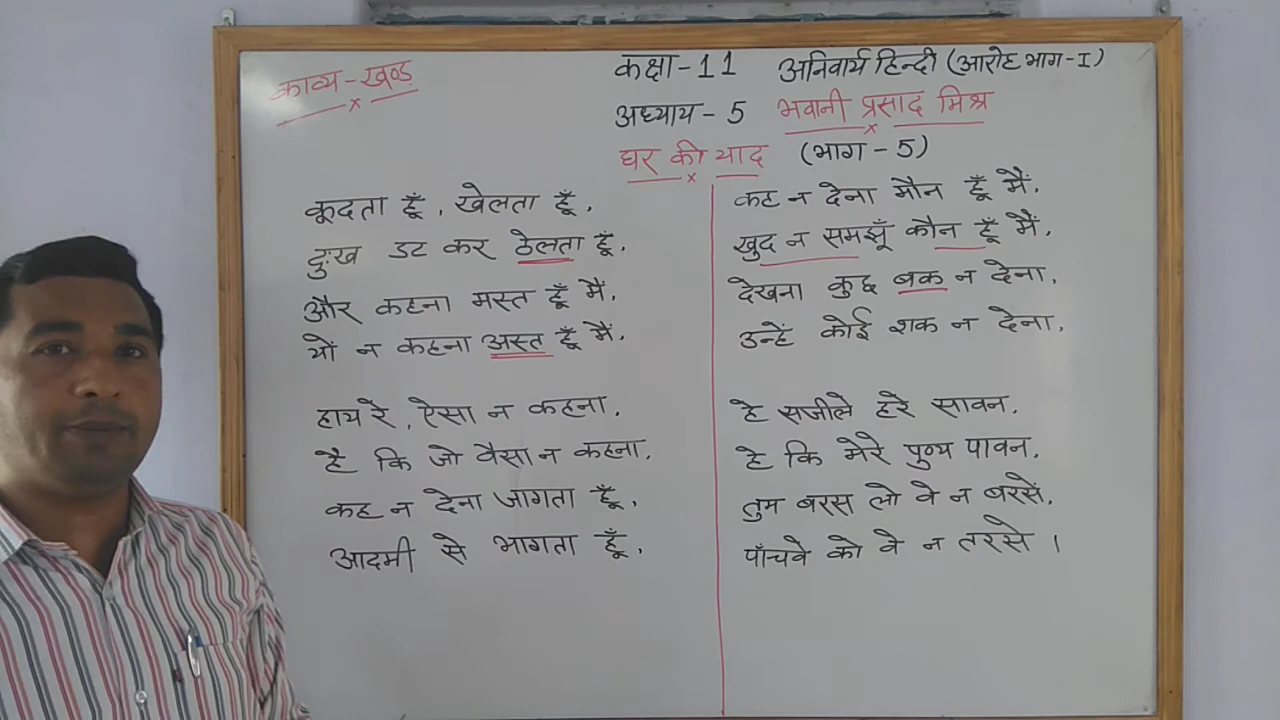 काव्य-खण्ड
कक्षा-11 अनिवार्य हिन्दी (आरोह भाग-I)
अध्याय-5 भवानी प्रसाद मिश्र
घर की याद (भाग-5)
कूदता हूँ, खेलता हूँ,
दुःख डट कर ठेलता हूँ,
और कहना मस्त हूँ मैं,
यों न कहना अस्त हूँ मैं,
हाय रे, ऐसा न कहना,
है कि जो वैसा न कहना,
कह न देना जागता हूँ,
आदमी से भागता हूँ,
कह न देना मौन हूँ मैं,
खुद न समझूँ कौन हूँ मैं,
देखना कुछ बक न देना,
उन्हें कोई शक न देना,
हे सजीले हरे सावन,
हे कि मेरे पुण्य पावन,
तुम बरस लो वे न बरसें,
पाँचवे को वे न तरसे ।